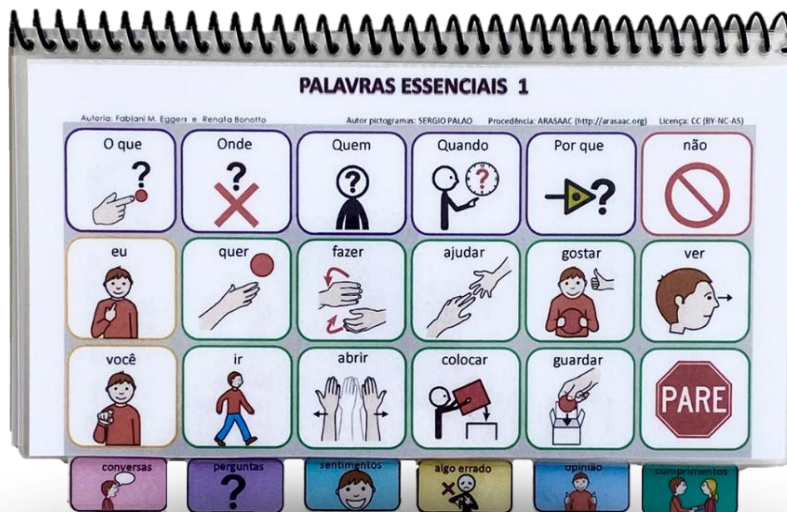 PALAVRAS ESSENCIAIS 1
Autoria: Fabiani M. Eggers e Renata Bonotto Autor pictogramas: SERGIO PALAO Procedência: ARASAAC (http://arasaac.org) Licença: CC (BY-NC-AS)
O que Onde Quem Quando Por que não
? ? ? ? ?
eu quer fazer ajudar gostar ver
você ir abrir colocar guardar
PARE
conversas perguntas sentimentos algo errado opinião cumprimentos
?